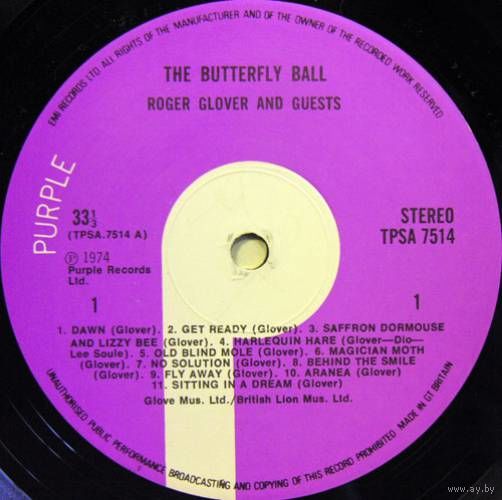 EMI RECORDS LTD ALL RIGHTS OF THE MANUFACTURER AND OF THE OWNER OF THE RECORDED WORK RESERVED
THE BUTTERFLY BALL
ROGER GLOVER AND GUESTS
PURPLE
33⅓
(TPSA.7514 A)
STEREO
TPSA 7514
Ⓟ 1974
Purple Records
Ltd.
1
1
1. DAWN (Glover). 2. GET READY (Glover). 3. SAFFRON DORMOUSE
AND LIZZY BEE (Glover). 4. HARLEQUIN HARE (Glover—Dio—
Lee Soule). 5. OLD BLIND MOLE (Glover). 6. MAGICIAN MOTH
(Glover). 7. NO SOLUTION (Glover). 8. BEHIND THE SMILE
(Glover). 9. FLY AWAY (Glover). 10. ARANEA (Glover).
11. SITTING IN A DREAM (Glover)
Glove Mus. Ltd./British Lion Mus. Ltd.
UNAUTHORISED PUBLIC PERFORMANCE BROADCASTING AND COPYING OF THIS RECORD PROHIBITED MADE IN GT BRITAIN
www.ay.by